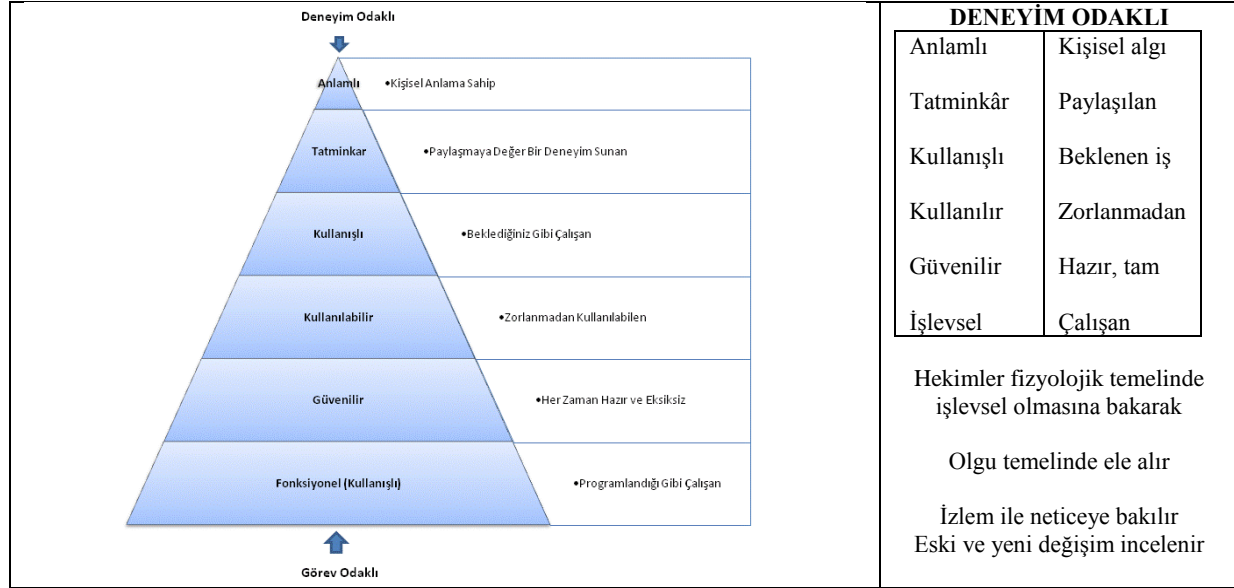 Deneyim Odaklı
Anlamlı •Kişisel Anlama Sahip
Tatminkar •Paylaşmaya Değer Bir Deneyim Sunan
Kullanışlı •Beklediğiniz Gibi Çalışan
Kullanılabilir •Zorlanmadan Kullanılabilen
Güvenilir •Her Zaman Hazır ve Eksiksiz
Fonksiyonel (Kullanışlı) •Programlandığı Gibi Çalışan
Görev Odaklı
DENEYİM ODAKLI
Anlamlı Kişisel algı
Tatminkâr Paylaşılan
Kullanışlı Beklenen iş
Kullanılır Zorlanmadan
Güvenilir Hazır, tam
İşlevsel Çalışan
Hekimler fizyolojik temelinde
işlevsel olmasına bakarak
Olgu temelinde ele alır
İzlem ile neticeye bakılır
Eski ve yeni değişim incelenir